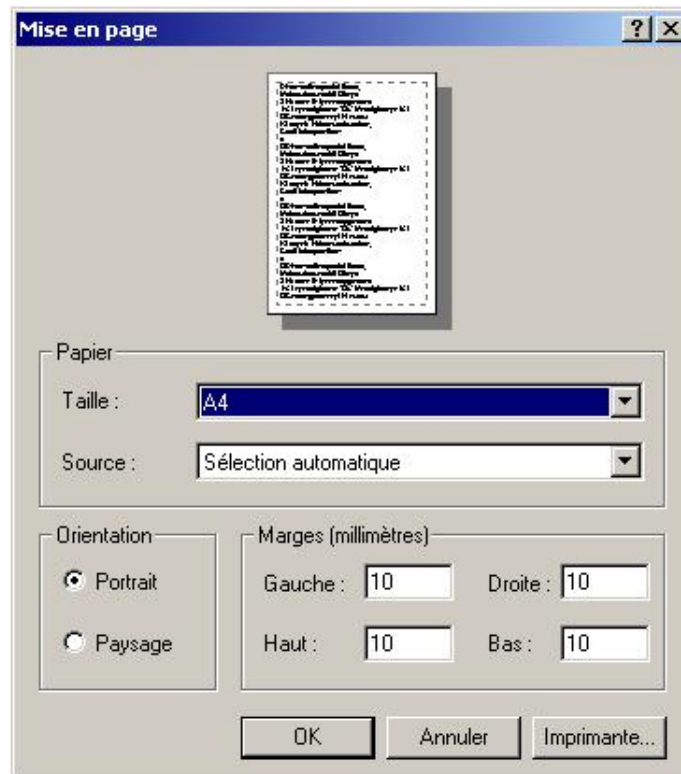 Mise en page
Papier
Taille :
A4
Source :
Sélection automatique
Orientation
Portrait
Paysage
Marges (millimètres)
Gauche : 10 Droite : 10
Haut : 10 Bas : 10
OK Annuler Imprimante...